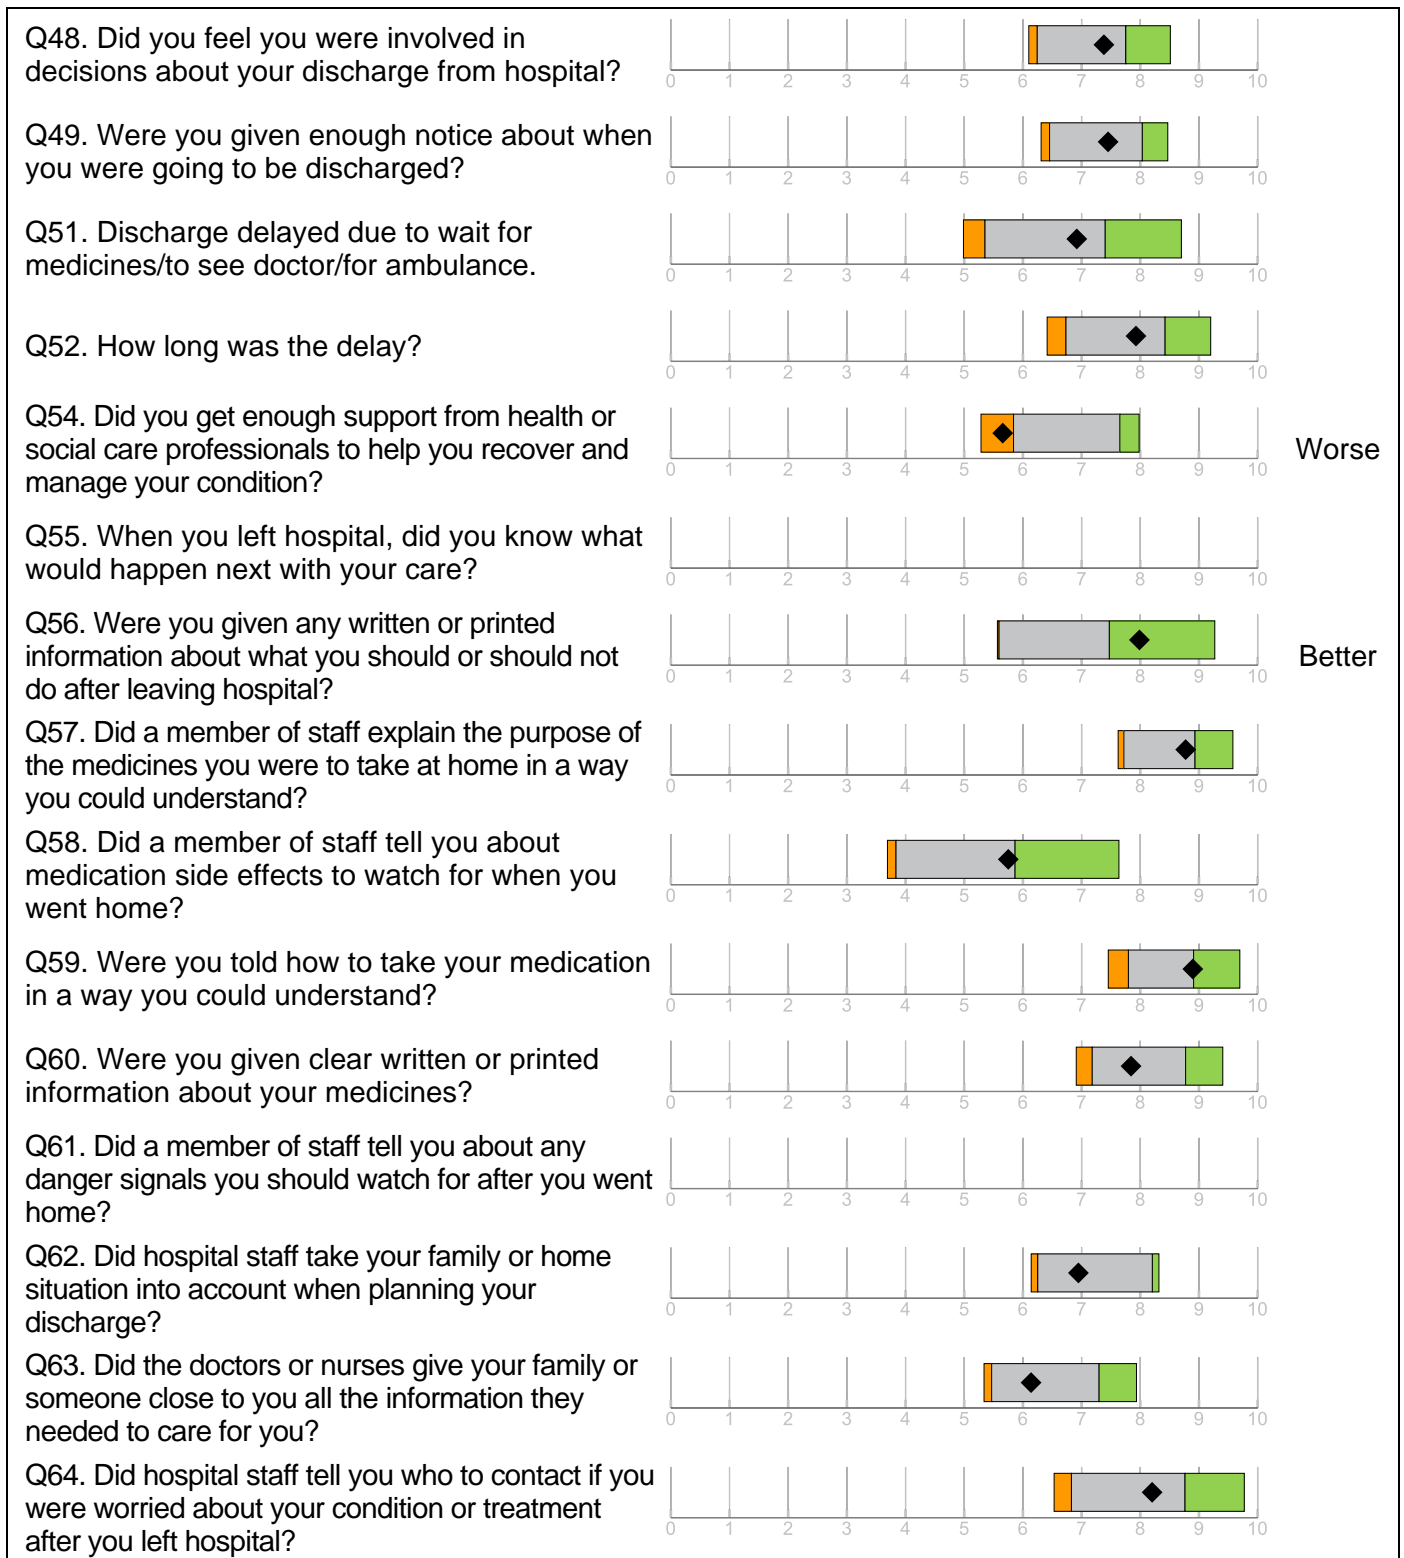 Q48. Did you feel you were involved in
decisions about your discharge from hospital?
0 1 2 3 4 5 6 7 8 9 10
Q49. Were you given enough notice about when
you were going to be discharged?
0 1 2 3 4 5 6 7 8 9 10
Q51. Discharge delayed due to wait for
medicines/to see doctor/for ambulance.
0 1 2 3 4 5 6 7 8 9 10
Q52. How long was the delay?
0 1 2 3 4 5 6 7 8 9 10
Q54. Did you get enough support from health or
social care professionals to help you recover and
manage your condition?
0 1 2 3 4 5 6 7 8 9 10
Worse
Q55. When you left hospital, did you know what
would happen next with your care?
0 1 2 3 4 5 6 7 8 9 10
Q56. Were you given any written or printed
information about what you should or should not
do after leaving hospital?
0 1 2 3 4 5 6 7 8 9 10
Better
Q57. Did a member of staff explain the purpose of
the medicines you were to take at home in a way
you could understand?
0 1 2 3 4 5 6 7 8 9 10
Q58. Did a member of staff tell you about
medication side effects to watch for when you
went home?
0 1 2 3 4 5 6 7 8 9 10
Q59. Were you told how to take your medication
in a way you could understand?
0 1 2 3 4 5 6 7 8 9 10
Q60. Were you given clear written or printed
information about your medicines?
0 1 2 3 4 5 6 7 8 9 10
Q61. Did a member of staff tell you about any
danger signals you should watch for after you went
home?
0 1 2 3 4 5 6 7 8 9 10
Q62. Did hospital staff take your family or home
situation into account when planning your
discharge?
0 1 2 3 4 5 6 7 8 9 10
Q63. Did the doctors or nurses give your family or
someone close to you all the information they
needed to care for you?
0 1 2 3 4 5 6 7 8 9 10
Q64. Did hospital staff tell you who to contact if you
were worried about your condition or treatment
after you left hospital?
0 1 2 3 4 5 6 7 8 9 10